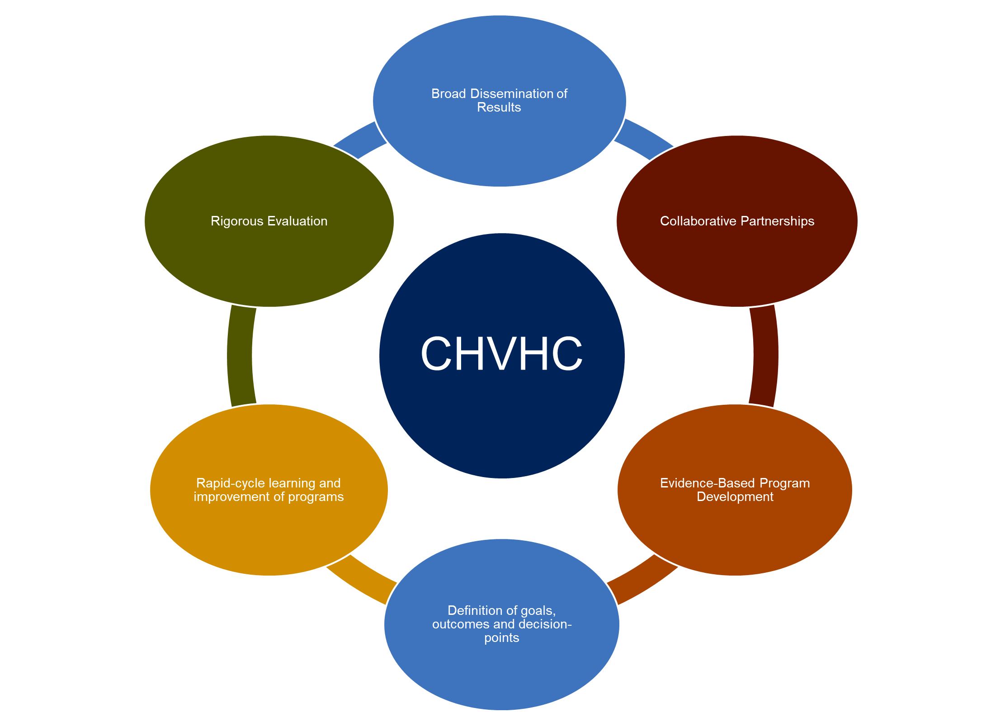 Broad Dissemination of
Results
Rigorous Evaluation
Collaborative Partnerships
CHVHC
Rapid-cycle learning and
improvement of programs
Evidence-Based Program
Development
Definition of goals,
outcomes and decision-
points